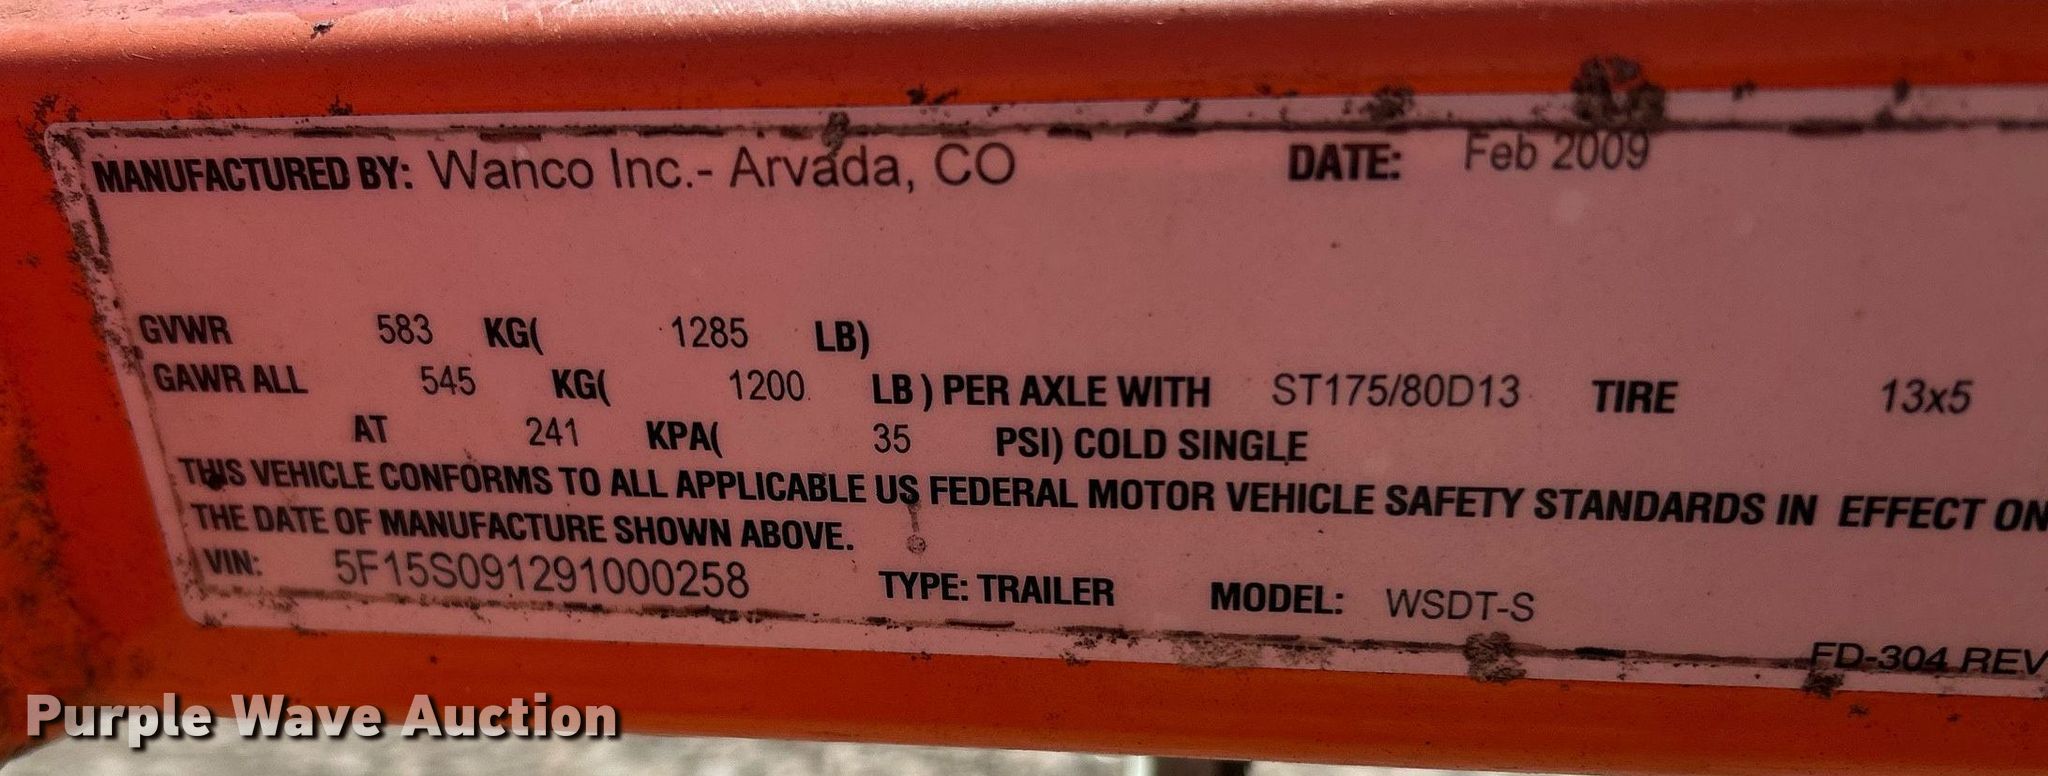 MANUFACTURED BY: Wanco Inc.- Arvada, CO DATE: Feb 2009
GVWR 583 KG( 1285 LB)
GAWR ALL 545 KG( 1200 LB ) PER AXLE WITH ST175/80D13 TIRE 13x5
AT 241 KPA( 35 PSI) COLD SINGLE
THIS VEHICLE CONFORMS TO ALL APPLICABLE US FEDERAL MOTOR VEHICLE SAFETY STANDARDS IN EFFECT ON
THE DATE OF MANUFACTURE SHOWN ABOVE.
VIN: 5F15S091291000258 TYPE: TRAILER MODEL: WSDT-S
FD-304 REV
Purple Wave Auction